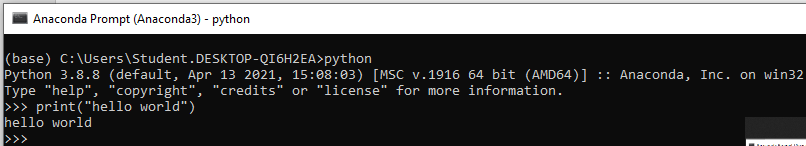 Anaconda Prompt (Anaconda3) - python
(base) C:\Users\Student.DESKTOP-QI6H2EA>python
Python 3.8.8 (default, Apr 13 2021, 15:08:03) [MSC v.1916 64 bit (AMD64)] :: Anaconda, Inc. on win32
Type "help", "copyright", "credits" or "license" for more information.
>>> print("hello world")
hello world
>>>